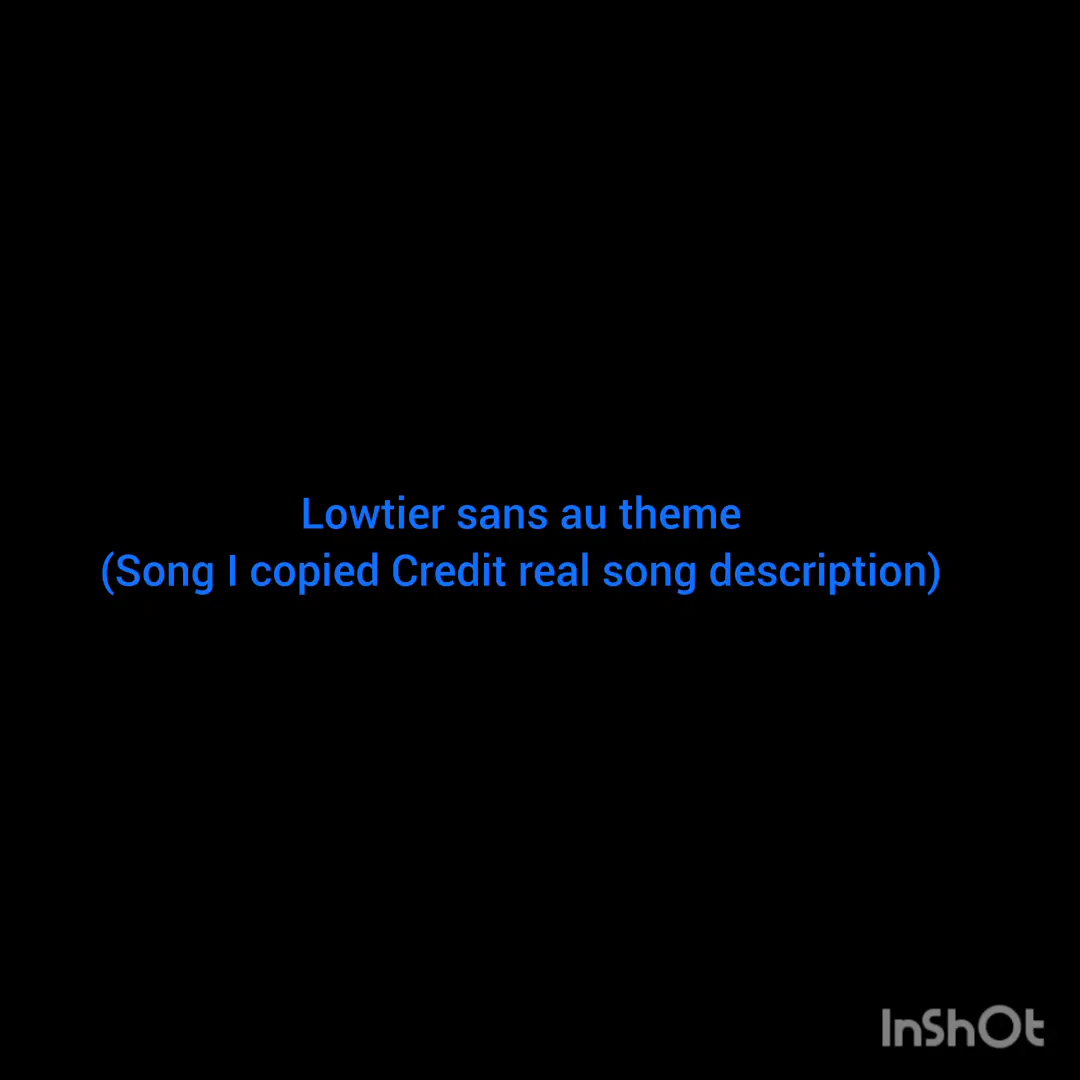 Lowtier sans au theme
(Song I copied Credit real song description)
InShOt